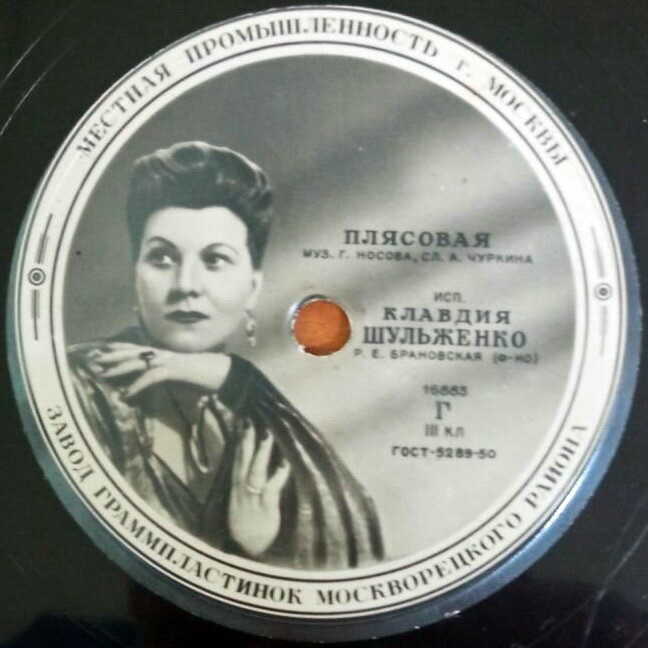 МЕСТНАЯ ПРОМЫШЛЕННОСТЬ г. МОСКВЫ
ПЛЯСОВАЯ
МУЗ. Г. НОСОВА, СЛ. А. ЧУРКИНА
ИСП.
КЛАВДИЯ
ШУЛЬЖЕНКО
Р. Е. БРАНОВСКАЯ (Ф-НО)
16883
Г
III КЛ
ГОСТ-5289-50
ЗАВОД ГРАММПЛАСТИНОК МОСКВОРЕЦКОГО РАЙОНА